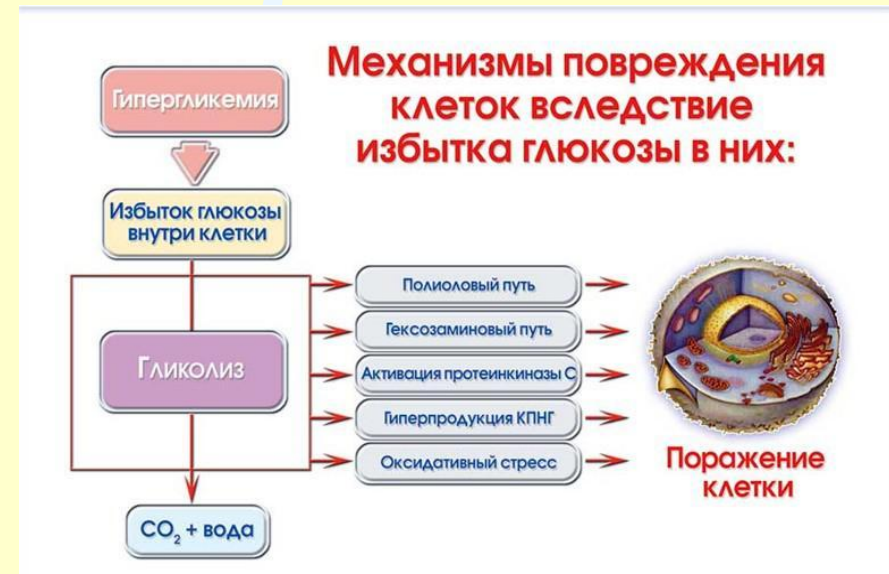 Механизмы повреждения
клеток вследствие
избытка глюкозы в них:
Гипергликемия
Избыток глюкозы
внутри клетки
Гликолиз
CO₂ + вода
Полиоловый путь
Гексозаминовый путь
Активация протеинкиназы С
Гиперпродукция КПНГ
Оксидативный стресс
Поражение
клетки